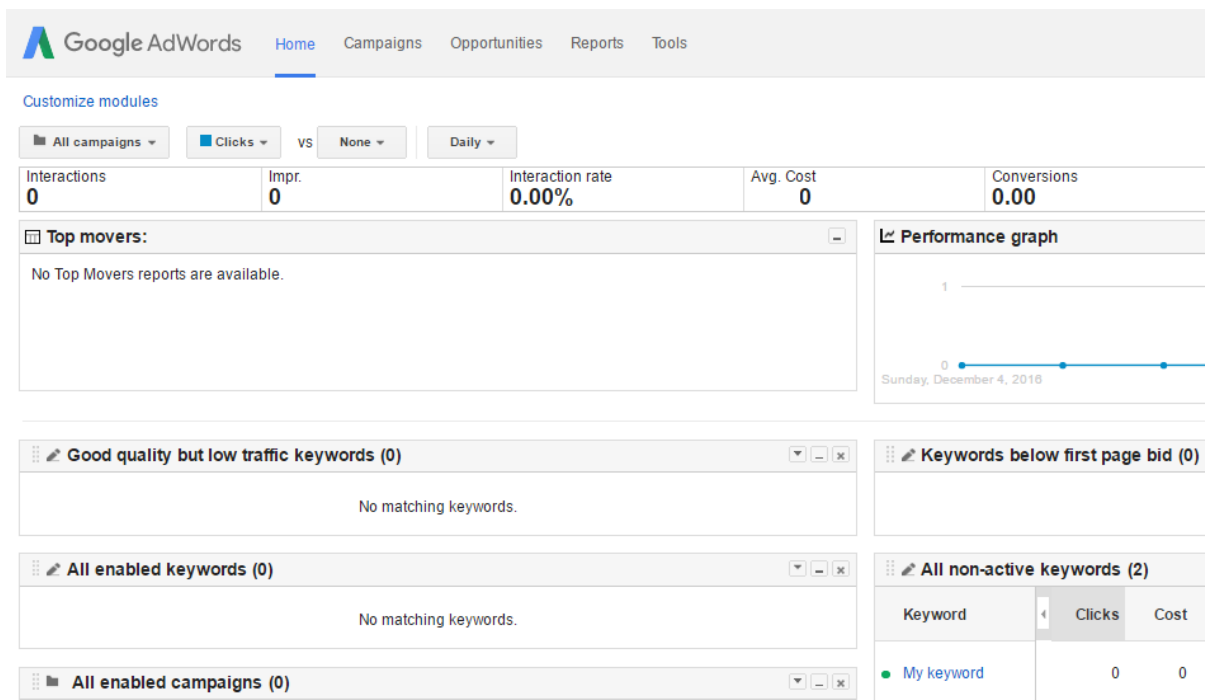 Google AdWords Home Campaigns Opportunities Reports Tools
Customize modules
All campaigns Clicks VS None Daily
Interactions Impr. Interaction rate Avg. Cost Conversions
0 0 0.00% 0 0.00
Top movers:
No Top Movers reports are available.
Performance graph
1
0
Sunday, December 4, 2016
Good quality but low traffic keywords (0)
No matching keywords.
Keywords below first page bid (0)
All enabled keywords (0)
No matching keywords.
All non-active keywords (2)
Keyword Clicks Cost
My keyword 0 0
All enabled campaigns (0)